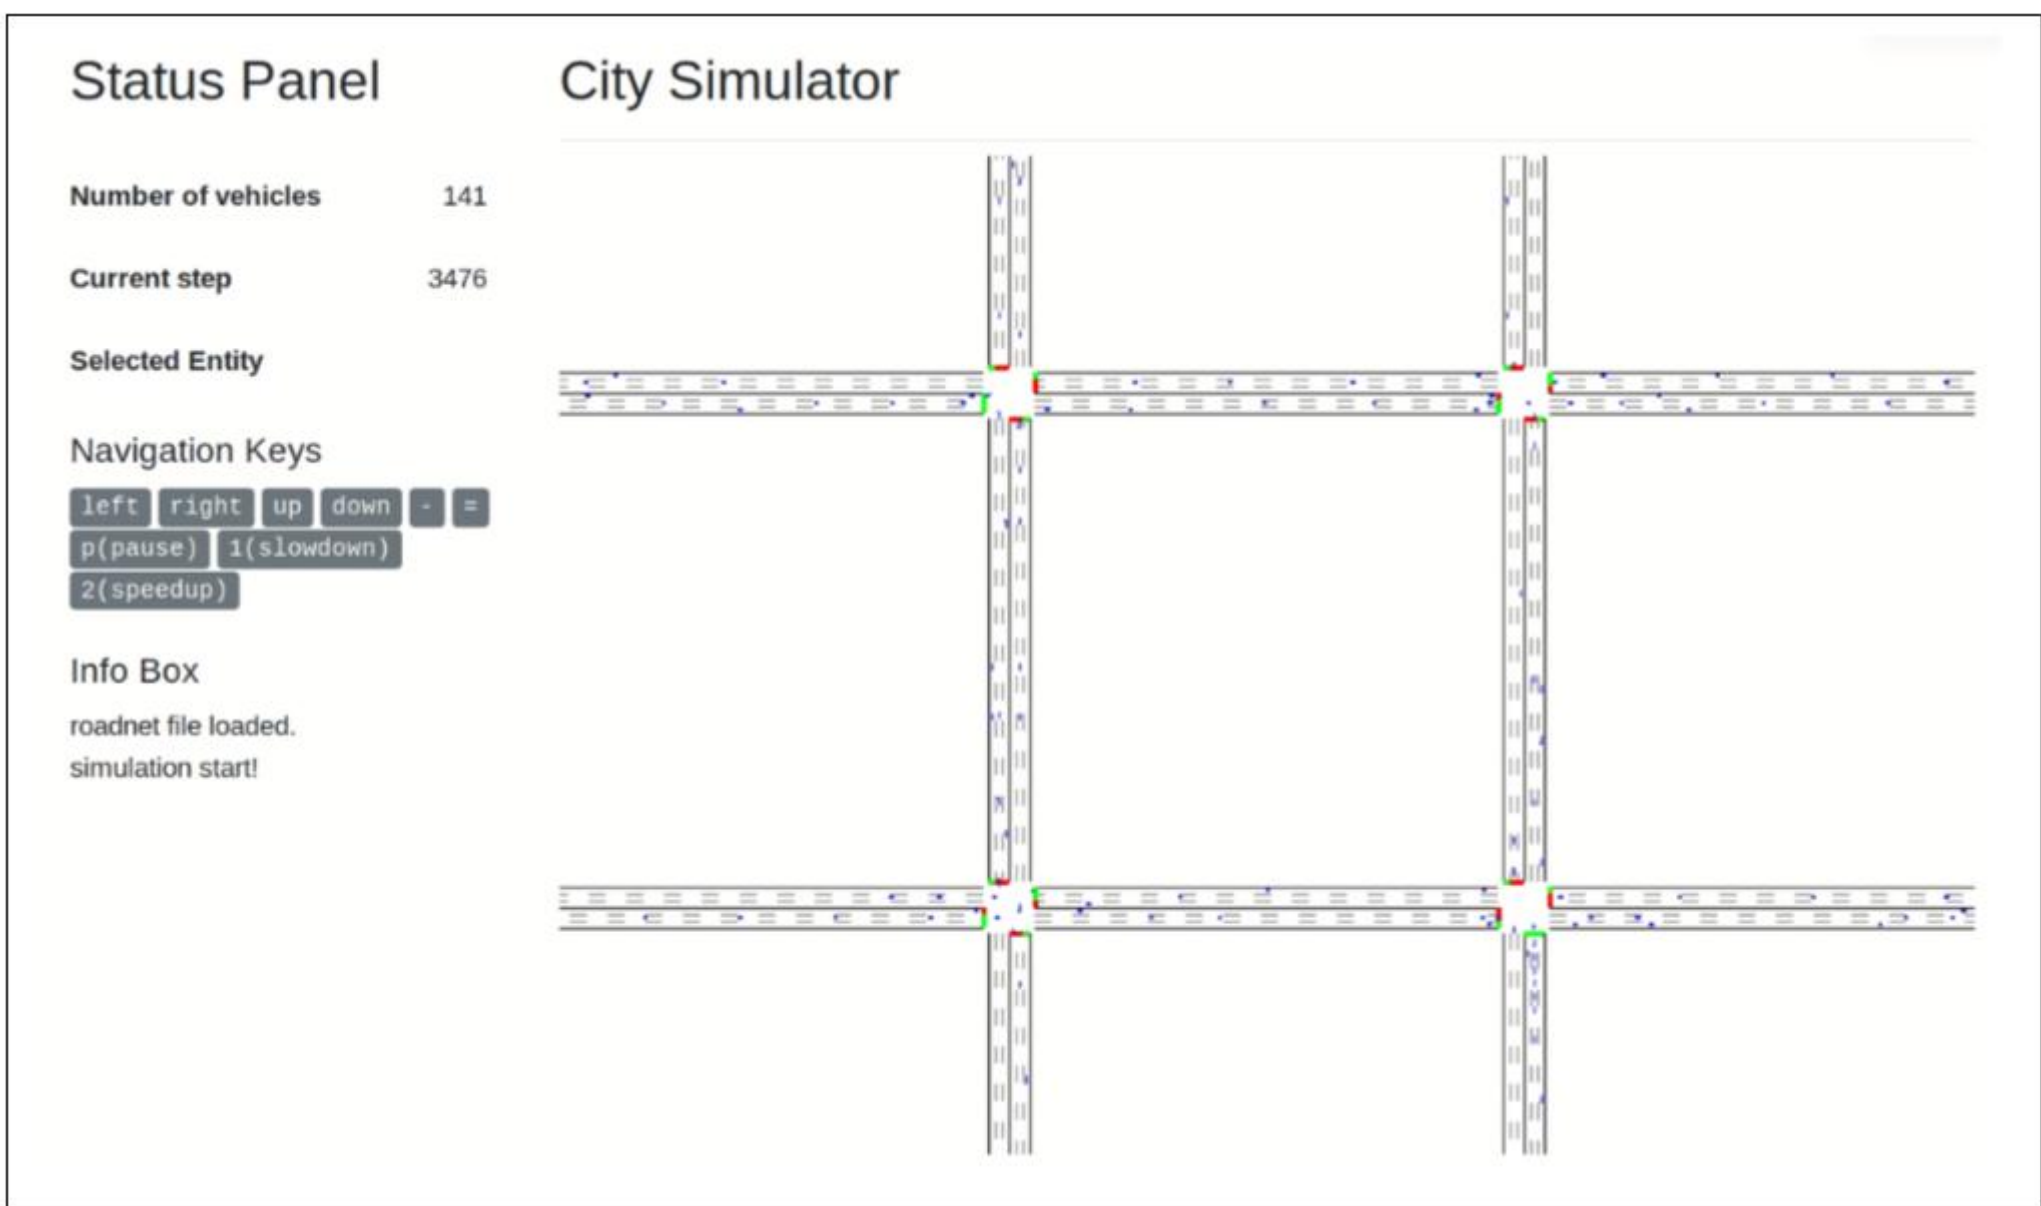 Status Panel
City Simulator
Number of vehicles 141
Current step 3476
Selected Entity
Navigation Keys
left right up down - =
p(pause) 1(slowdown)
2(speedup)
Info Box
roadnet file loaded.
simulation start!